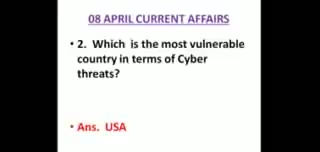 08 APRIL CURRENT AFFAIRS
• 2. Which is the most vulnerable
country in terms of Cyber
threats?
• Ans. USA